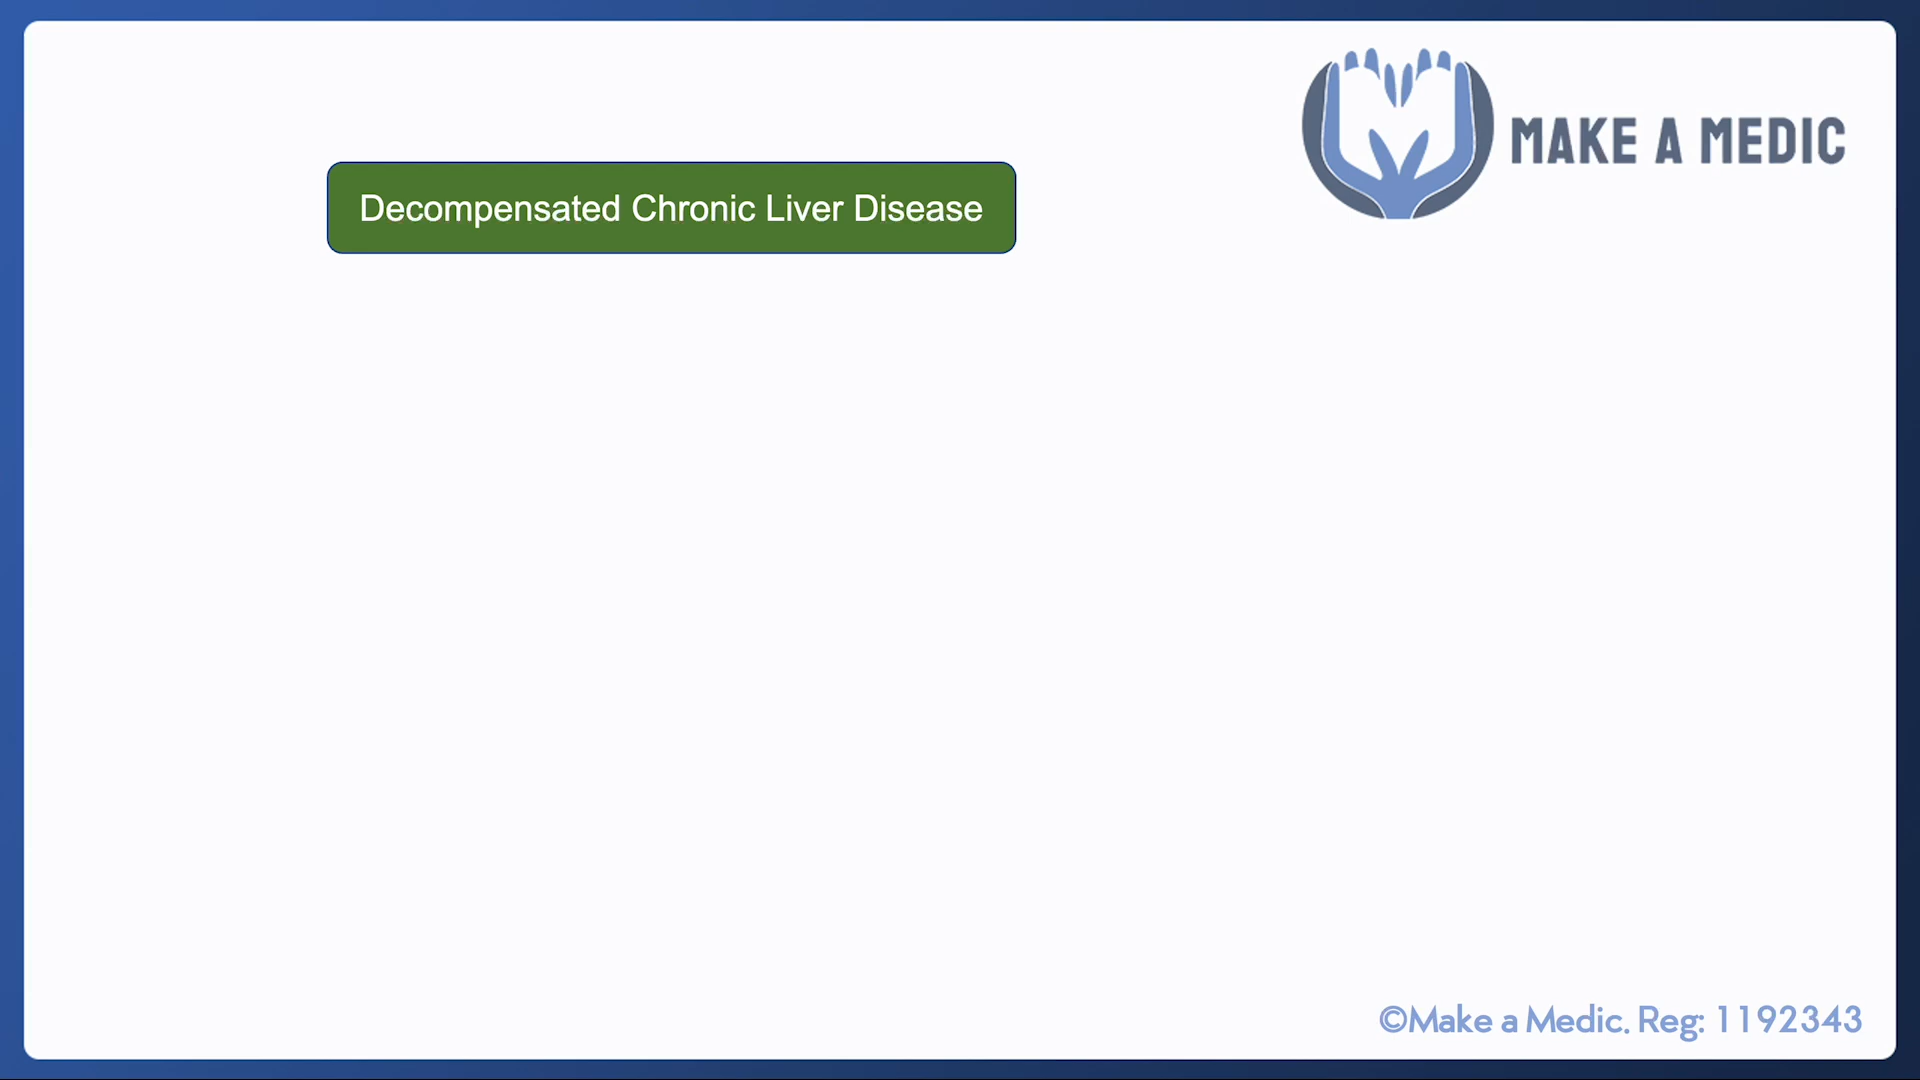 MAKE A MEDIC
Decompensated Chronic Liver Disease
©Make a Medic. Reg: 1192343